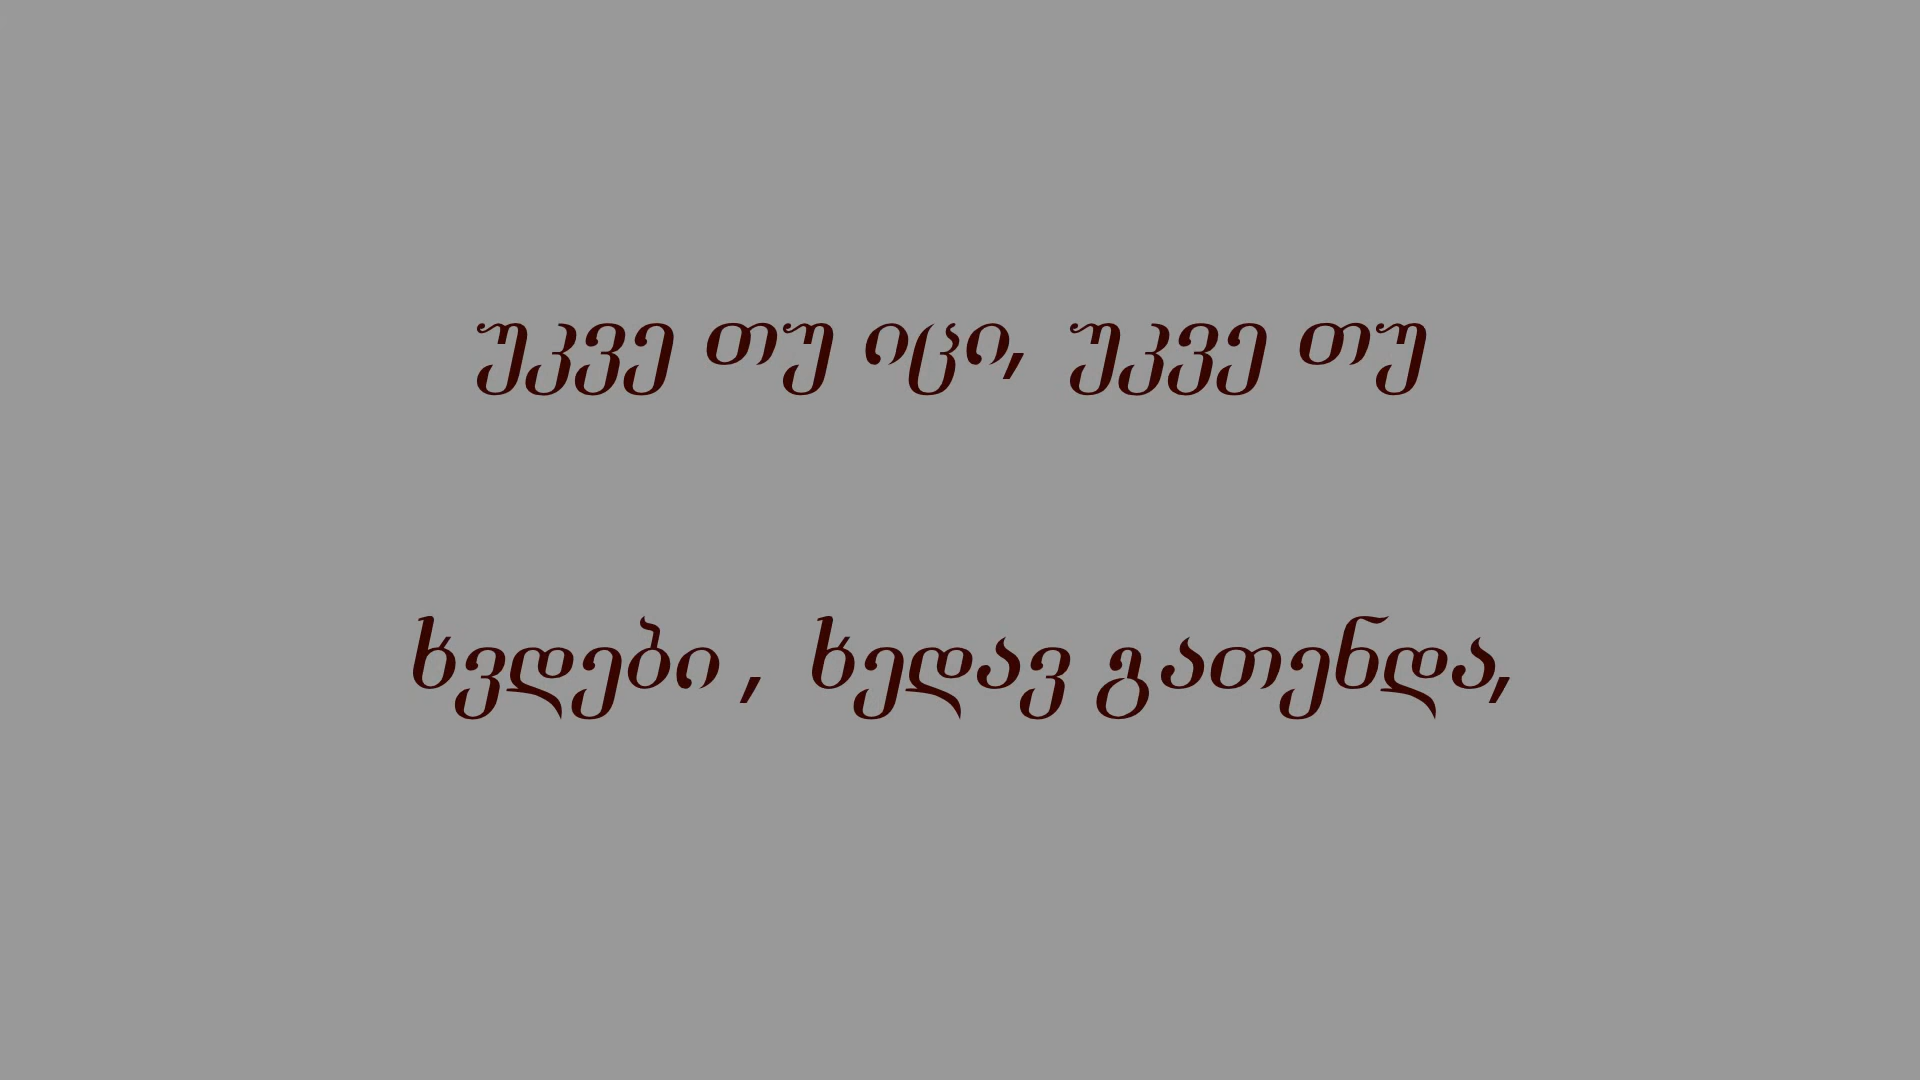 უკვე თუ იცი, უკვე თუ
ხვდები , ხედავ გათენდა,